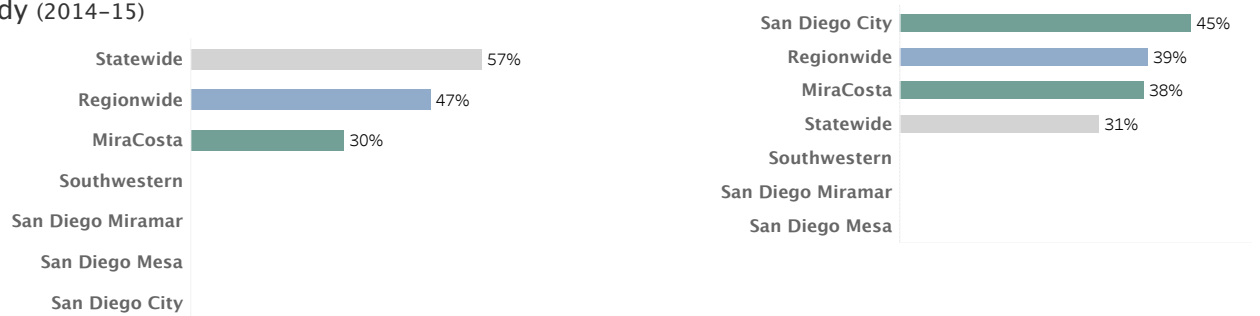 dy (2014–15)
Statewide 57%
Regionwide 47%
MiraCosta 30%
Southwestern
San Diego Miramar
San Diego Mesa
San Diego City
San Diego City 45%
Regionwide 39%
MiraCosta 38%
Statewide 31%
Southwestern
San Diego Miramar
San Diego Mesa